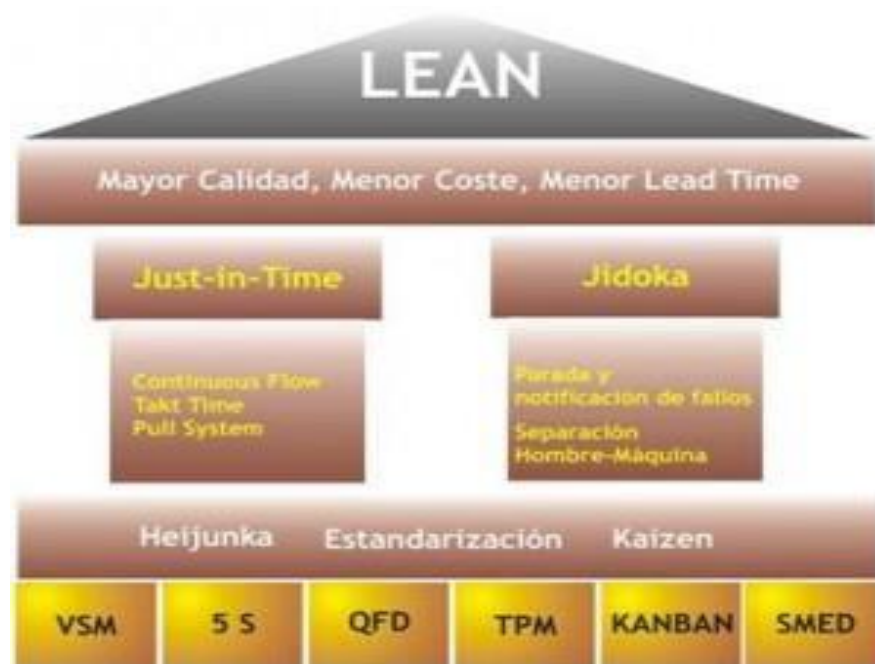 LEAN
Mayor Calidad, Menor Coste, Menor Lead Time
Just-in-Time
Jidoka
Continuous Flow
Takt Time
Pull System
Parada y
notificación de fallos
Separación
Hombre-Máquina
Heijunka Estandarización Kaizen
VSM 5 S QFD TPM KANBAN SMED